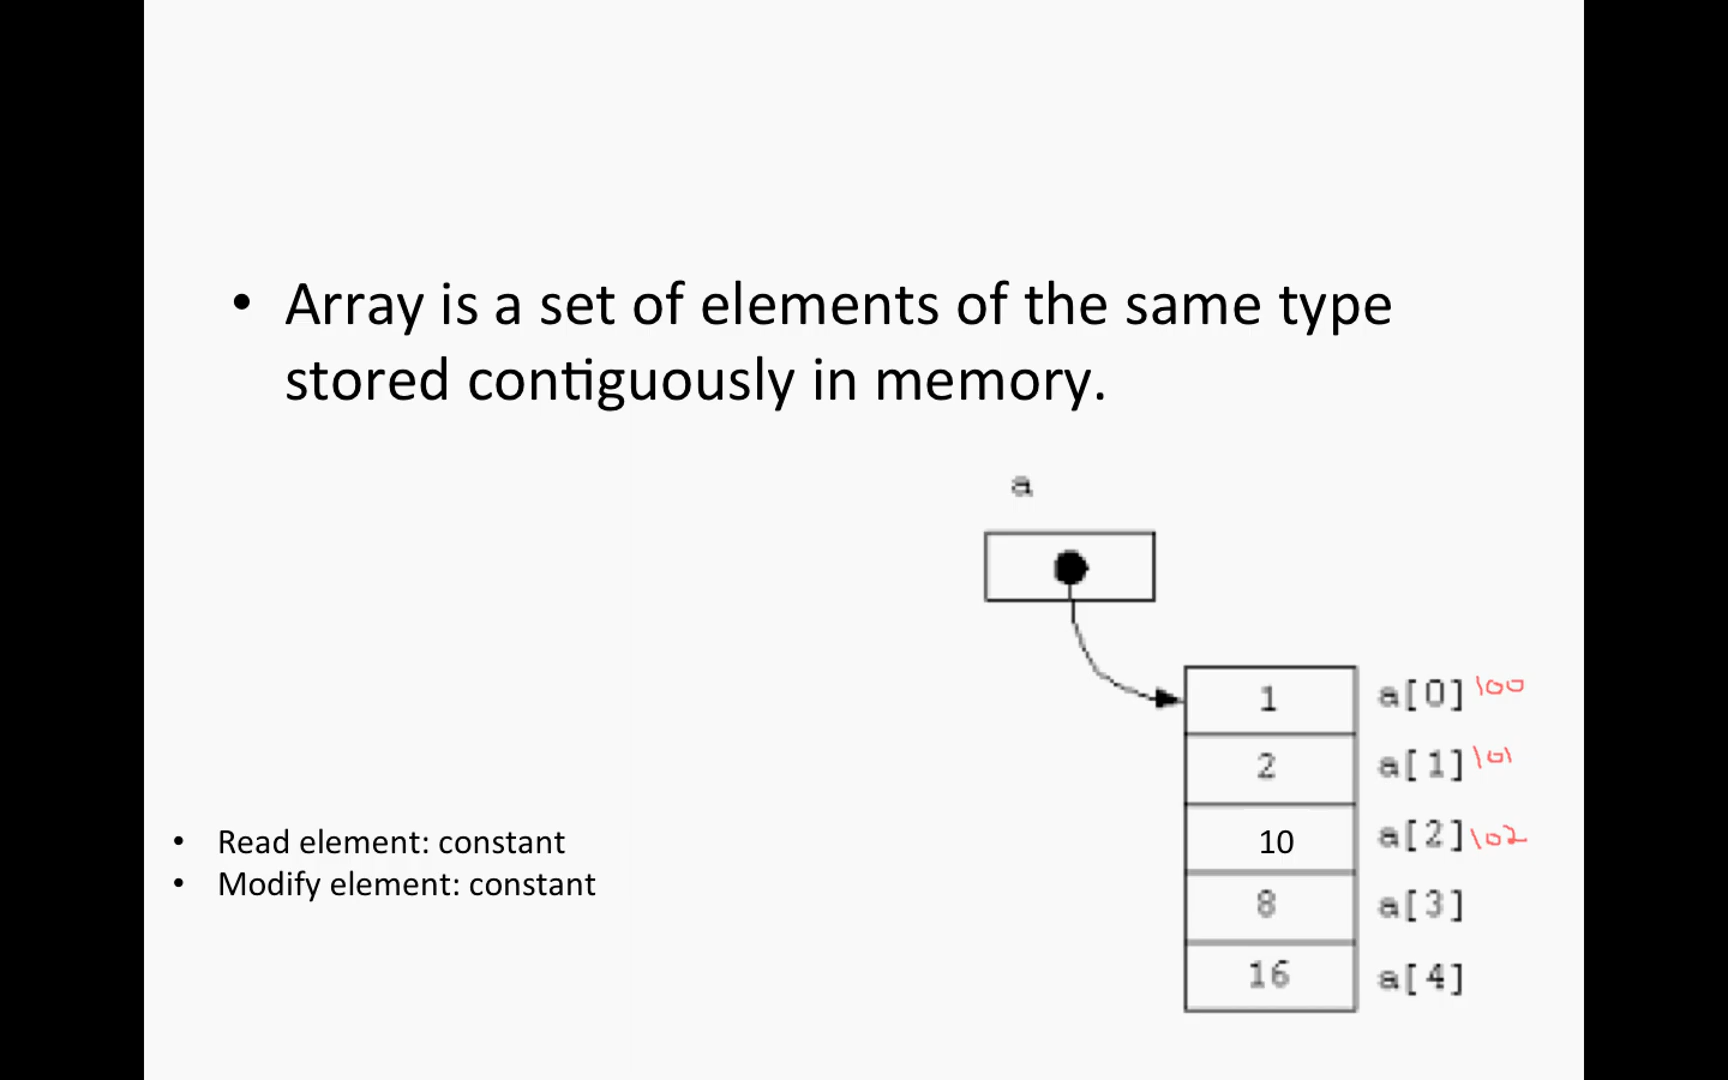 • Array is a set of elements of the same type
stored contiguously in memory.
a
1 a[0] 100
2 a[1] 101
• Read element: constant
10 a[2] 102
• Modify element: constant
8 a[3]
16 a[4]